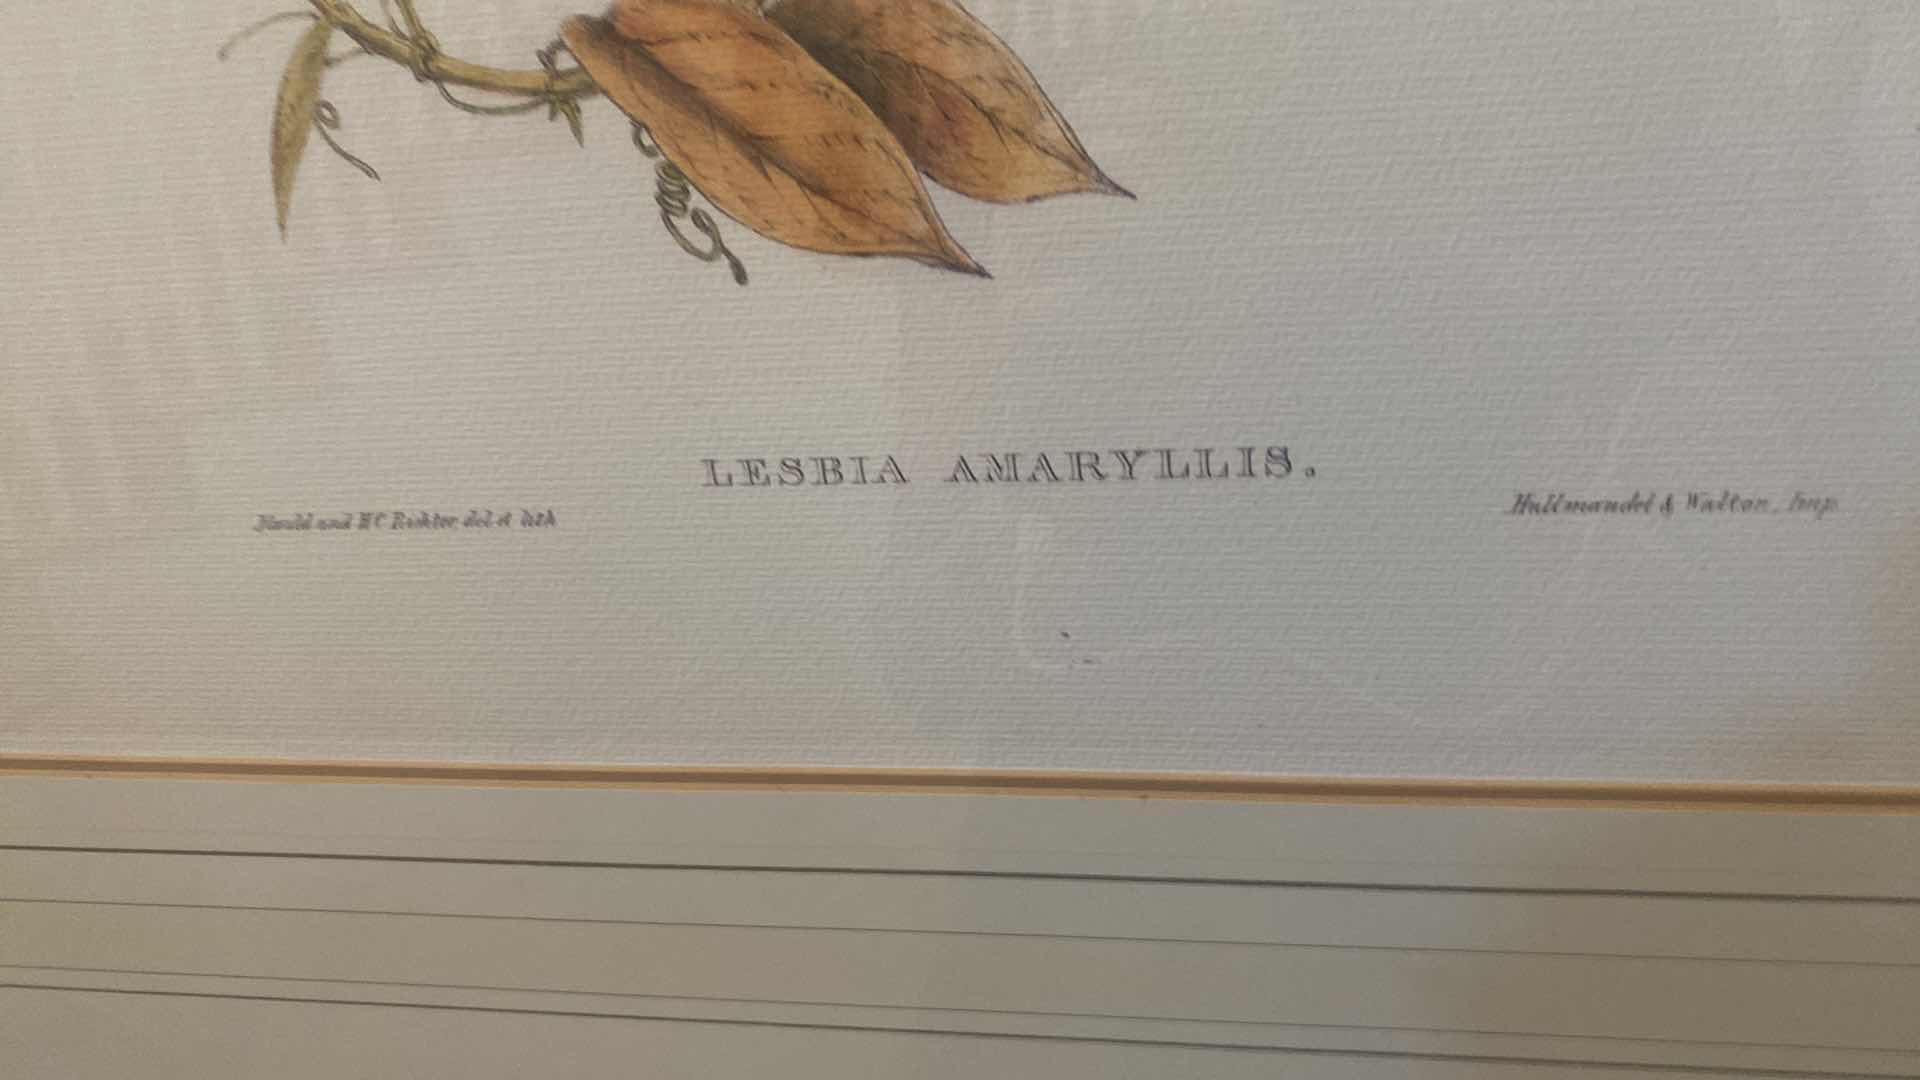 LESBIA AMARYLLIS.
J. Gould and H C Richter del et lith
Hullmandel & Walton, Imp.